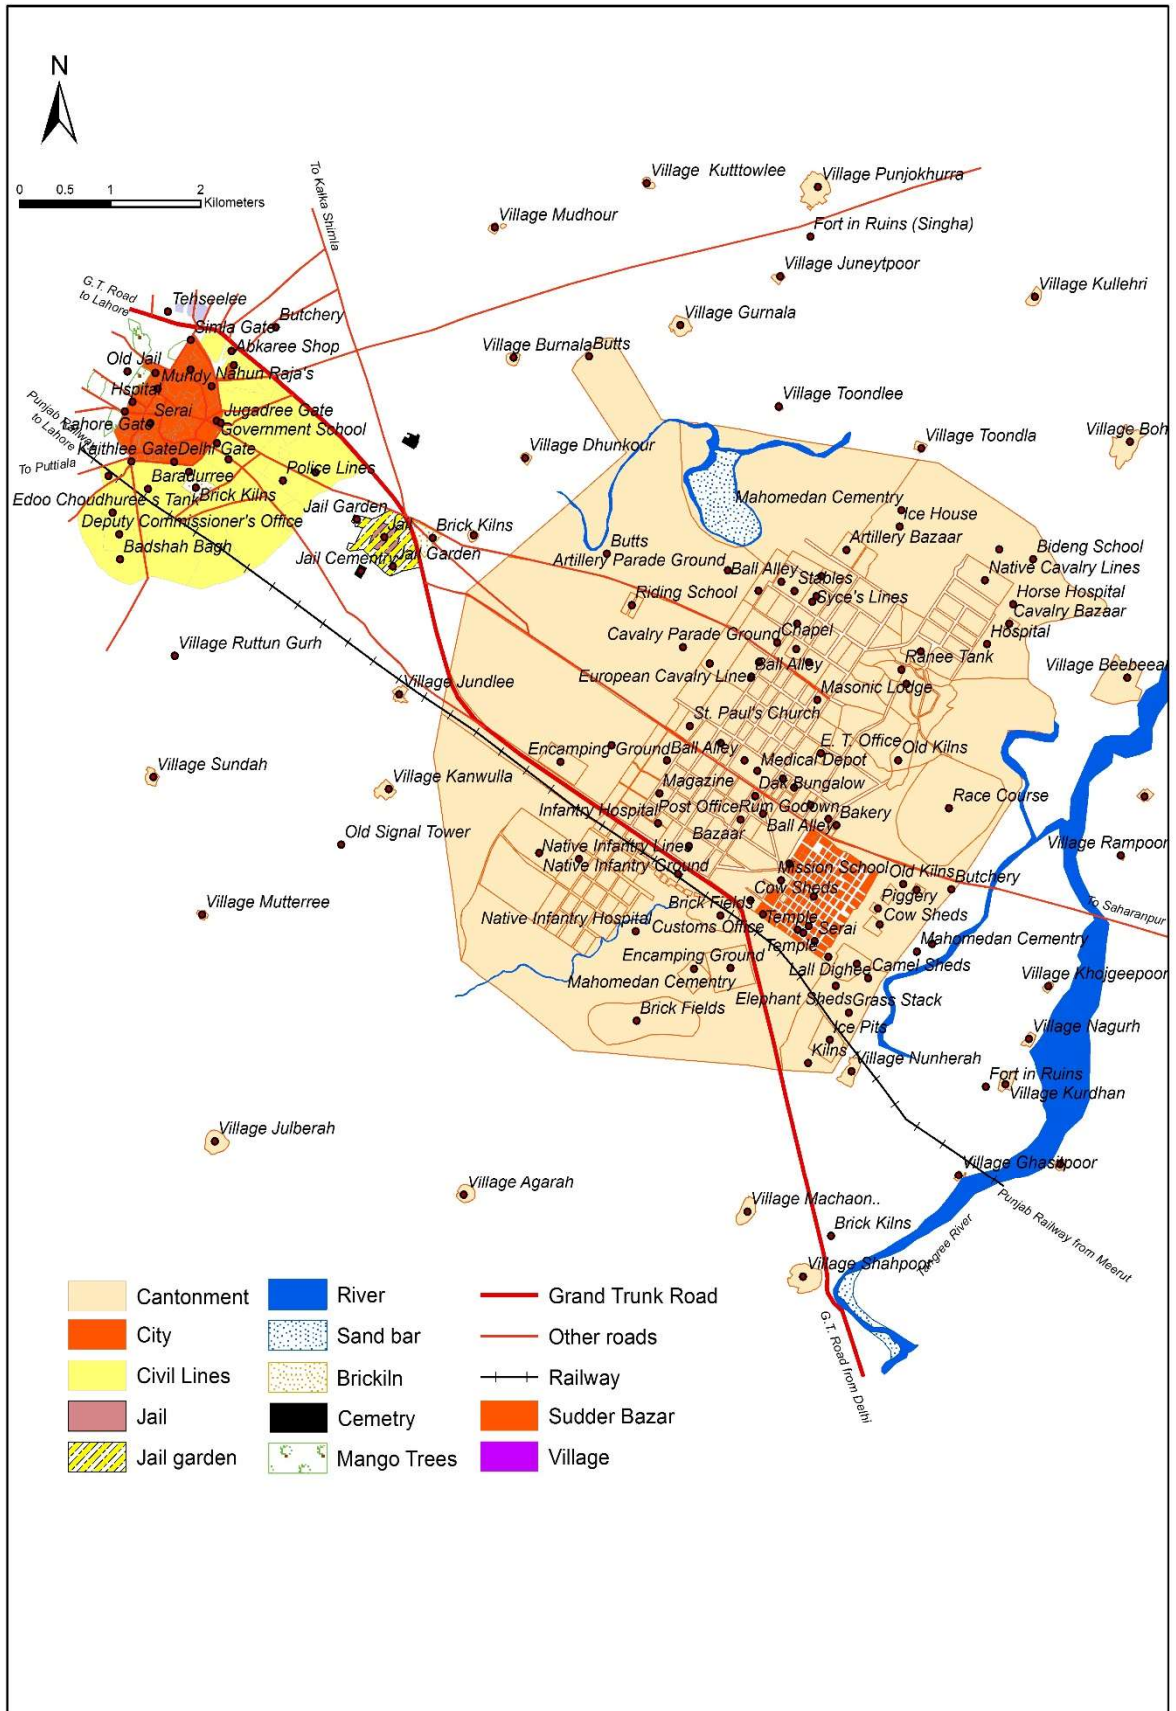 N
0 0.5 1 2
Kilometers
To Kalka Shimla
Village Kutttowlee
Village Punjokhurra
Village Mudhour
Fort in Ruins (Singha)
Village Juneytpoor
Village Kullehri
G.T. Road
to Lahore
Tehseelee
Simla Gate
Butchery
Abkaree Shop
Village Gurnala
Village Burnala
Butts
Old Jail
Mundy
Nahun Raja's
Hspital
Village Toondlee
Serai
Jugadree Gate
Lahore Gate
Government School
Punjab Railway
to Lahore
Village Toondla
Village Boh
Kaithlee Gate
Delhi Gate
Village Dhunkour
To Puttiala
Baradurree
Police Lines
Edoo Choudhuree's Tank
Brick Kilns
Mahomedan Cementry
Jail Garden
Ice House
Deputy Commissioner's Office
Jail
Brick Kilns
Artillery Bazaar
Badshah Bagh
Jail Cementry
Jail Garden
Butts
Bideng School
Artillery Parade Ground
Ball Alley
Stables
Native Cavalry Lines
Riding School
Syce's Lines
Horse Hospital
Cavalry Bazaar
Village Ruttun Gurh
Cavalry Parade Ground
Chapel
Hospital
Ranee Tank
Village Beebeeal
European Cavalry Lines
Ball Alley
Village Jundlee
Masonic Lodge
St. Paul's Church
Encamping Ground
Ball Alley
E. T. Office
Old Kilns
Medical Depot
Village Sundah
Village Kanwulla
Magazine
Dak Bungalow
Race Course
Infantry Hospital
Post Office
Rum Godown
Bakery
Ball Alley
Old Signal Tower
Bazaar
Native Infantry Lines
Village Rampoor
Native Infantry Ground
Mission School
Old Kilns
Butchery
Cow Sheds
Piggery
Village Mutterree
Brick Fields
To Saharanpur
Native Infantry Hospital
Temple
Cow Sheds
Customs Office
Serai
Mahomedan Cementry
Temple
Encamping Ground
Lall Dighee
Camel Sheds
Village Khojgeepoor
Mahomedan Cementry
Elephant Sheds
Grass Stack
Brick Fields
Ice Pits
Village Nagurh
Kilns
Village Nunherah
Fort in Ruins
Village Kurdhan
Village Julberah
Village Ghasitpoor
Village Agarah
Village Machaon..
Punjab Railway from Meerut
Brick Kilns
Tangree River
Village Shahpoor
G.T. Road from Delhi
Cantonment
River
Grand Trunk Road
City
Sand bar
Other roads
Civil Lines
Brickiln
Railway
Jail
Cemetry
Sudder Bazar
Jail garden
Mango Trees
Village